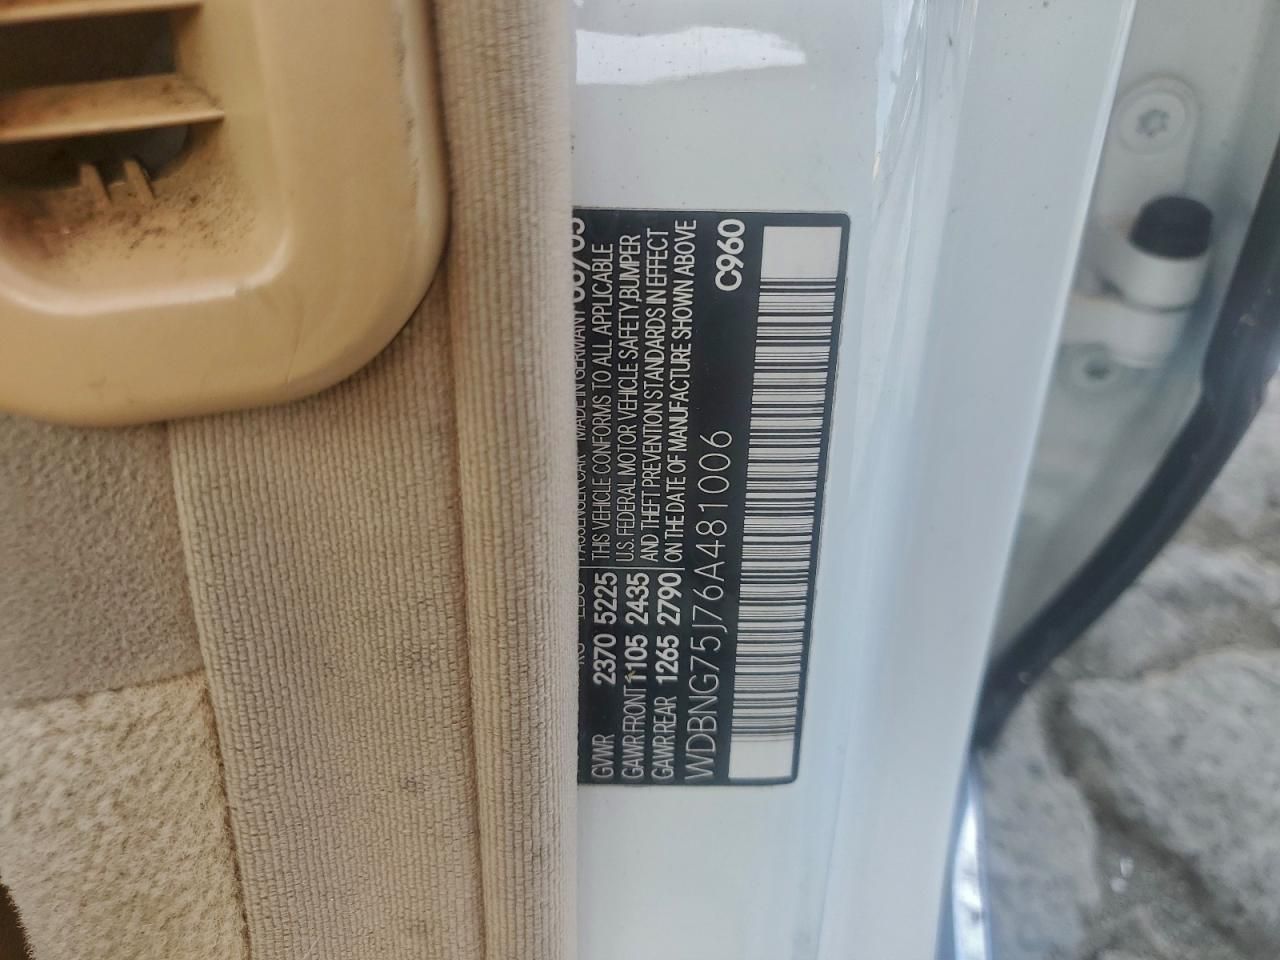 PASSENGER CAR MADE IN GERMANY
GVWR 2370 5225 THIS VEHICLE CONFORMS TO ALL APPLICABLE
GAWR FRONT 1105 2435 U.S. FEDERAL MOTOR VEHICLE SAFETY,BUMPER
GAWR REAR 1265 2790 AND THEFT PREVENTION STANDARDS IN EFFECT
ON THE DATE OF MANUFACTURE SHOWN ABOVE
WDBNG75J76A481006 C960